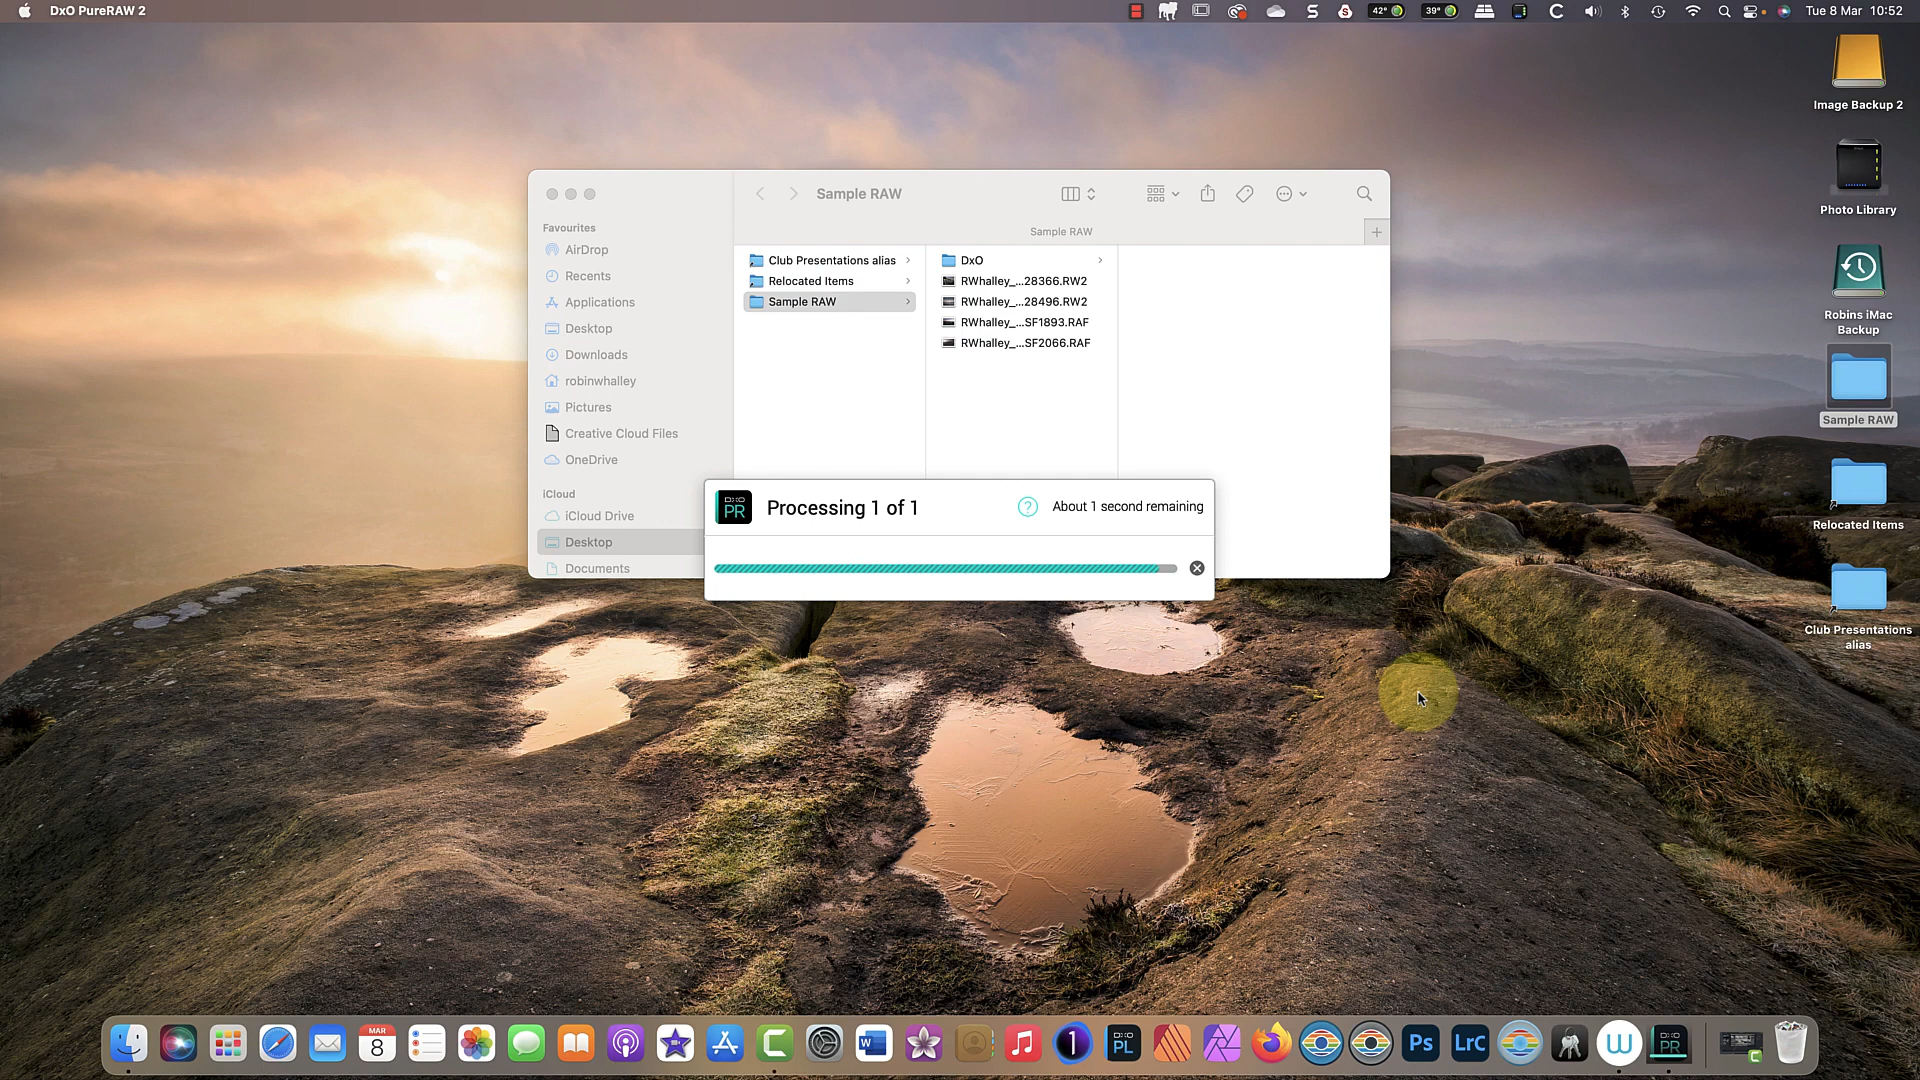 DxO PureRAW 2
42°
39°
Tue 8 Mar 10:52
Image Backup 2
Photo Library
Robins iMac
Backup
Sample RAW
Relocated Items
Club Presentations
alias
Sample RAW
Sample RAW
Favourites
AirDrop
Recents
Applications
Desktop
Downloads
robinwhalley
Pictures
Creative Cloud Files
OneDrive
iCloud
iCloud Drive
Desktop
Documents
Club Presentations alias
Relocated Items
Sample RAW
DxO
RWhalley_...28366.RW2
RWhalley_...28496.RW2
RWhalley_...SF1893.RAF
RWhalley_...SF2066.RAF
DXO
PR
Processing 1 of 1
?
About 1 second remaining
MAR
8
W
1
DXO
PL
Ps
LrC
W
DXO
PR